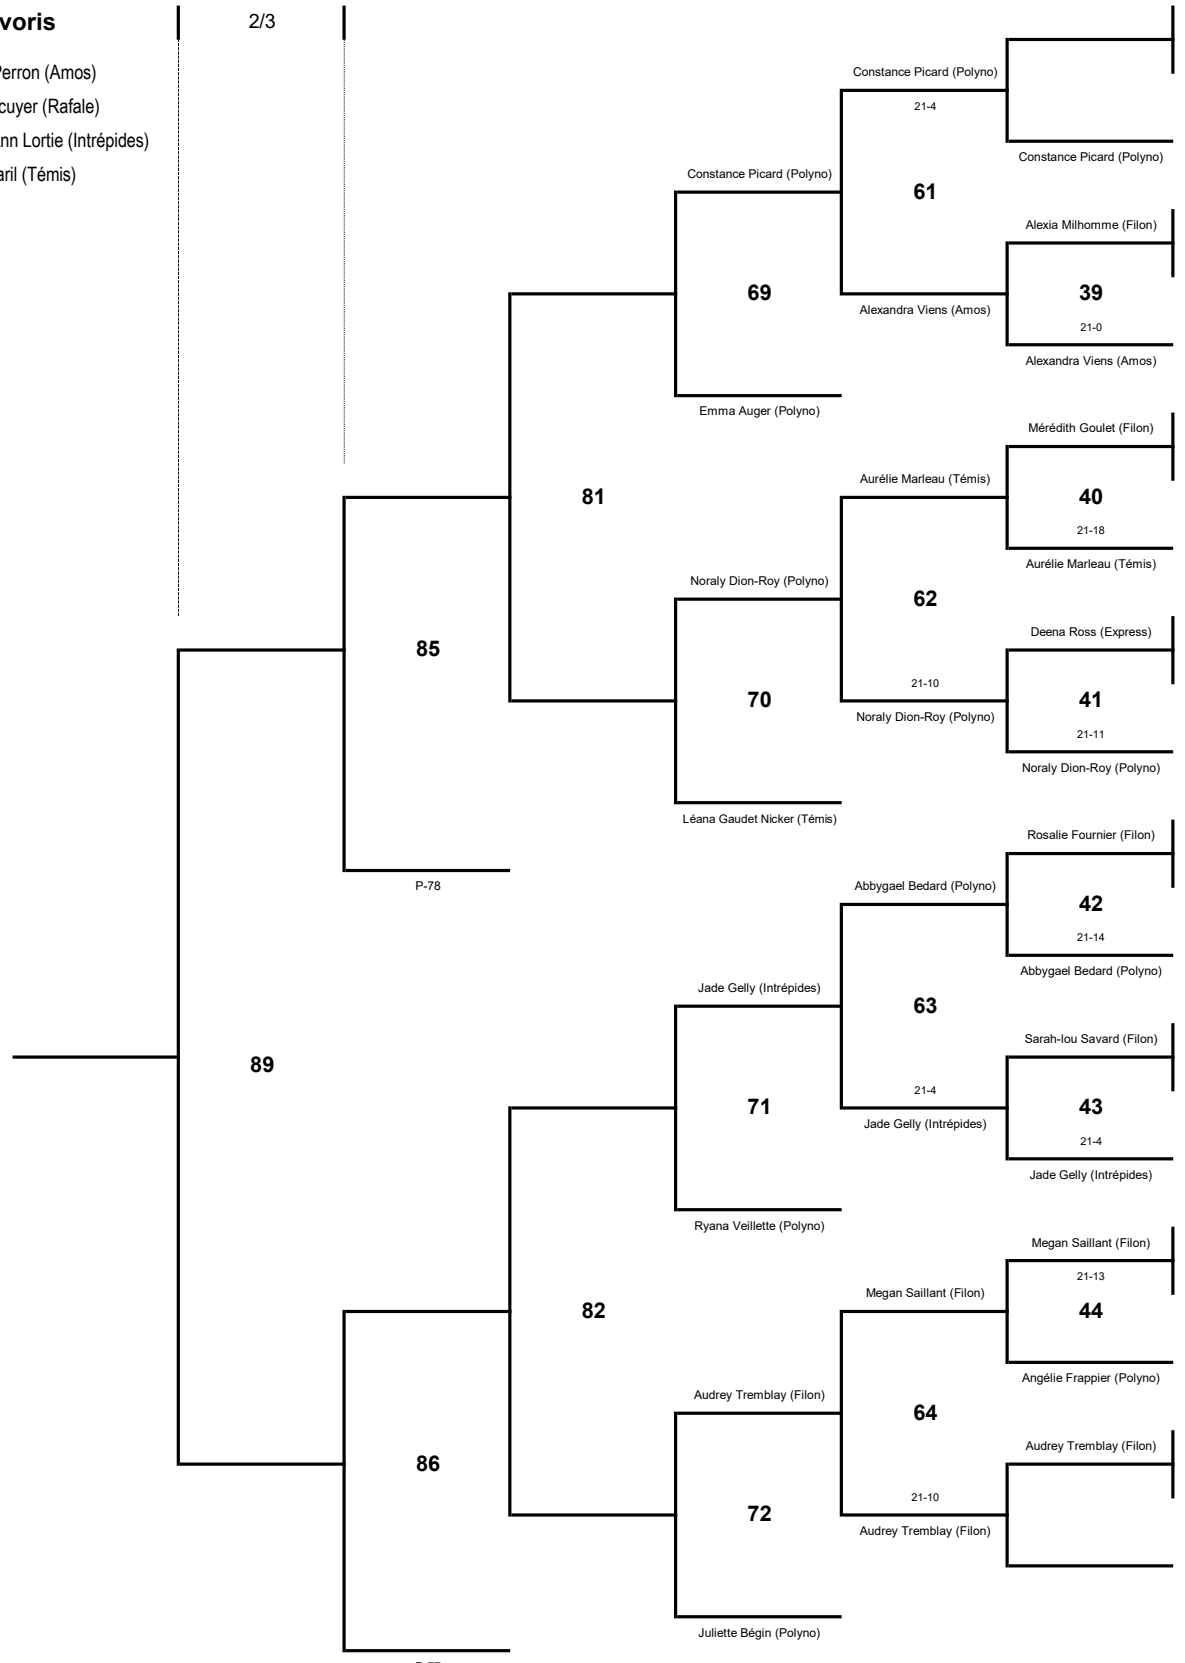 voris
2/3
Perron (Amos)
cuyer (Rafale)
nn Lortie (Intrépides)
aril (Témis)
Constance Picard (Polyno)
21-4
Constance Picard (Polyno)
Constance Picard (Polyno)
61
Alexia Milhomme (Filon)
69
39
Alexandra Viens (Amos)
21-0
Alexandra Viens (Amos)
Emma Auger (Polyno)
Mérédith Goulet (Filon)
Aurélie Marleau (Témis)
81
40
21-18
Aurélie Marleau (Témis)
Noraly Dion-Roy (Polyno)
62
Deena Ross (Express)
85
21-10
70
41
Noraly Dion-Roy (Polyno)
21-11
Noraly Dion-Roy (Polyno)
Léana Gaudet Nicker (Témis)
Rosalie Fournier (Filon)
P-78
Abbygael Bedard (Polyno)
42
21-14
Abbygael Bedard (Polyno)
Jade Gelly (Intrépides)
63
Sarah-lou Savard (Filon)
89
21-4
71
43
Jade Gelly (Intrépides)
21-4
Jade Gelly (Intrépides)
Ryana Veillette (Polyno)
Megan Saillant (Filon)
21-13
Megan Saillant (Filon)
82
44
Angélie Frappier (Polyno)
Audrey Tremblay (Filon)
64
Audrey Tremblay (Filon)
86
21-10
72
Audrey Tremblay (Filon)
Juliette Bégin (Polyno)